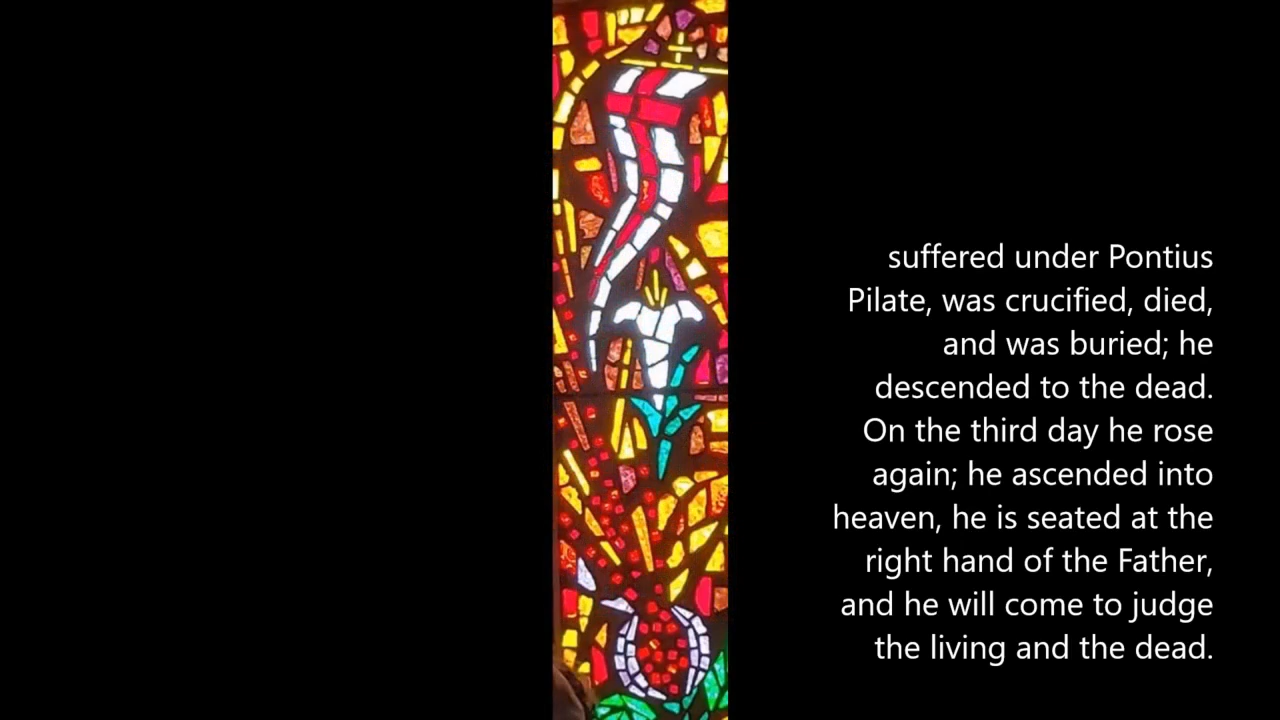 suffered under Pontius
Pilate, was crucified, died,
and was buried; he
descended to the dead.
On the third day he rose
again; he ascended into
heaven, he is seated at the
right hand of the Father,
and he will come to judge
the living and the dead.